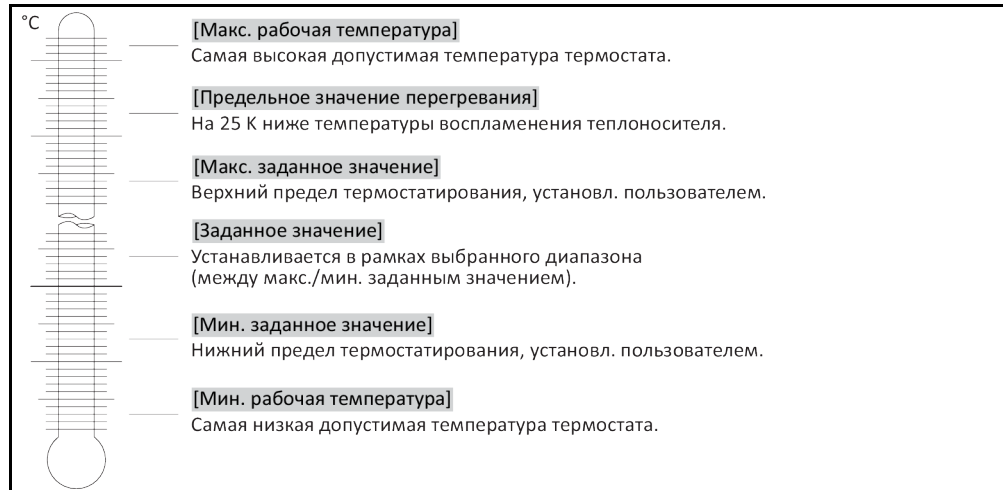 °C
[Макс. рабочая температура]
Самая высокая допустимая температура термостата.
[Предельное значение перегревания]
На 25 К ниже температуры воспламенения теплоносителя.
[Макс. заданное значение]
Верхний предел термостатирования, установл. пользователем.
[Заданное значение]
Устанавливается в рамках выбранного диапазона
(между макс./мин. заданным значением).
[Мин. заданное значение]
Нижний предел термостатирования, установл. пользователем.
[Мин. рабочая температура]
Самая низкая допустимая температура термостата.